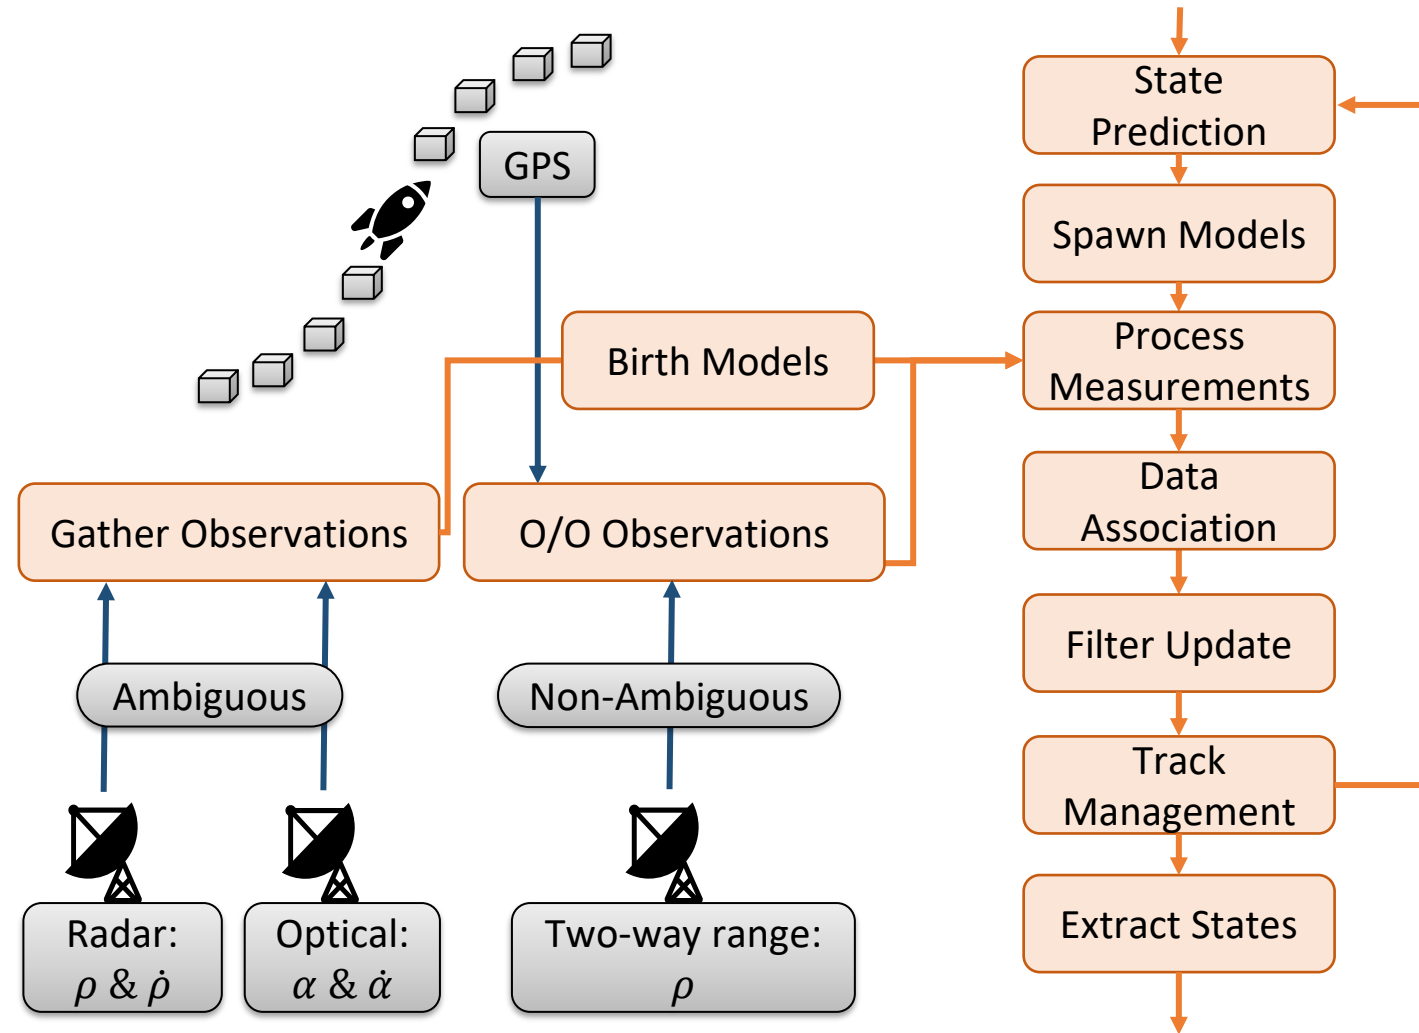 GPS
State
Prediction
Spawn Models
Birth Models
Process
Measurements
Gather Observations
O/O Observations
Data
Association
Ambiguous
Non-Ambiguous
Filter Update
Track
Management
Radar:
ρ & ρ̇
Optical:
α & α̇
Two-way range:
ρ
Extract States